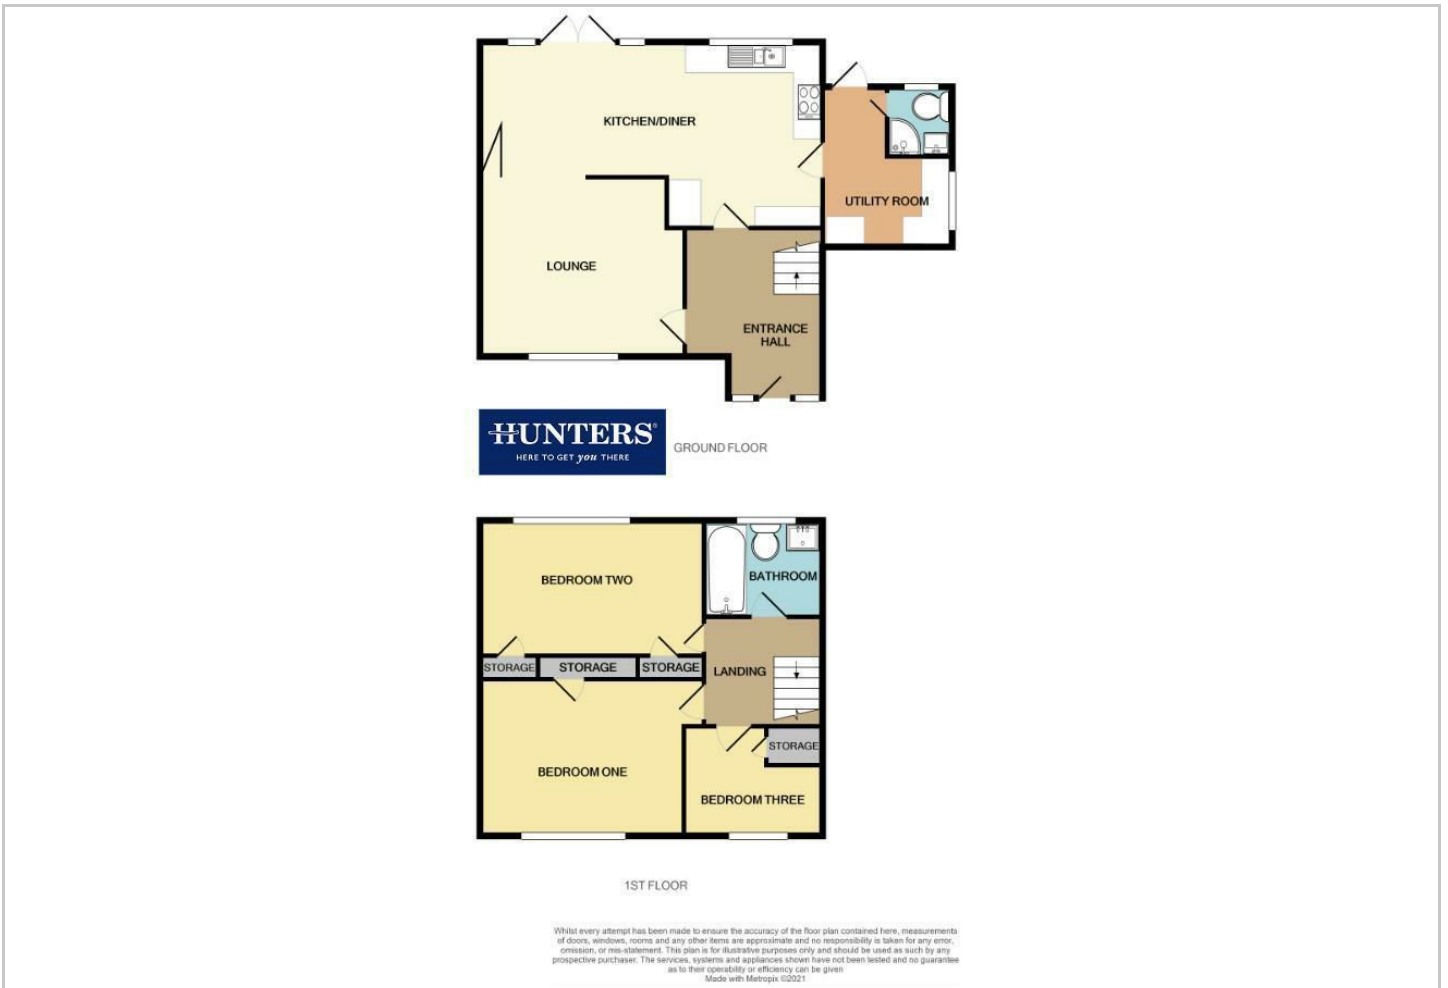 KITCHEN/DINER
UTILITY ROOM
LOUNGE
ENTRANCE
HALL
HUNTERS®
HERE TO GET you THERE
GROUND FLOOR
BEDROOM TWO
BATHROOM
STORAGE
STORAGE
STORAGE
LANDING
STORAGE
BEDROOM ONE
BEDROOM THREE
1ST FLOOR
Whilst every attempt has been made to ensure the accuracy of the floor plan contained here, measurements
of doors, windows, rooms and any other items are approximate and no responsibility is taken for any error,
omission, or mis-statement. This plan is for illustrative purposes only and should be used as such by any
prospective purchaser. The services, systems and appliances shown have not been tested and no guarantee
as to their operability or efficiency can be given
Made with Metropix ©2021